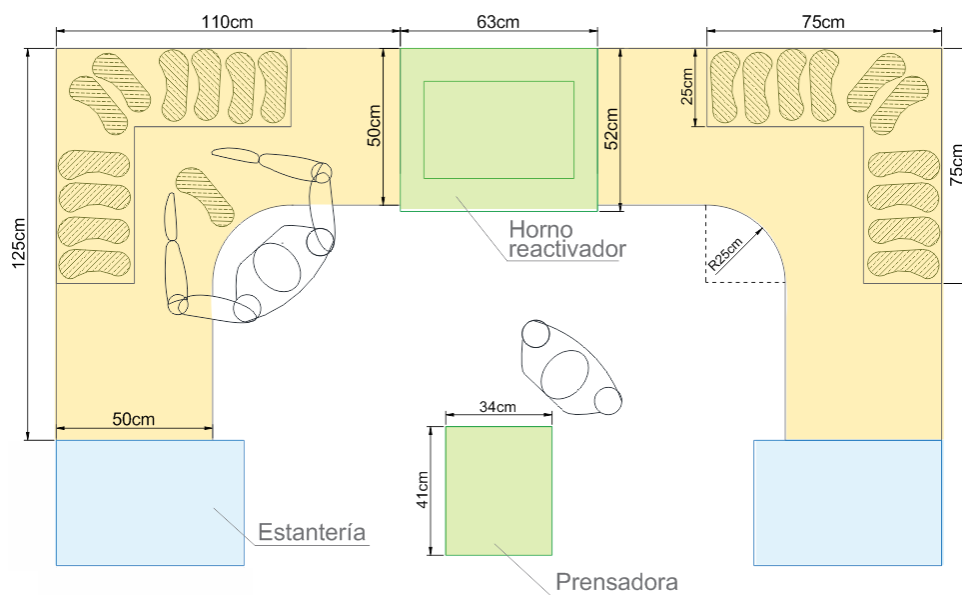 110cm
63cm
75cm
25cm
50cm
52cm
75cm
125cm
Horno
reactivador
R25cm
50cm
34cm
41cm
Estantería
Prensadora